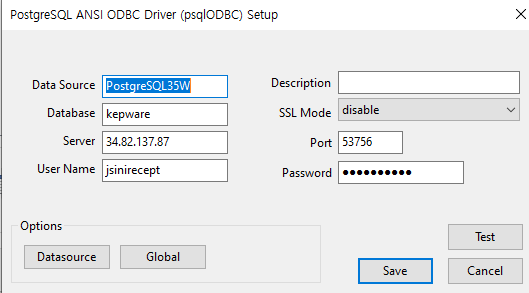 PostgreSQL ANSI ODBC Driver (psqlODBC) Setup
Data Source PostgreSQL35W Description
Database kepware SSL Mode disable
Server 34.82.137.87 Port 53756
User Name jsinirecept Password ●●●●●●●●●●
Options
Datasource Global Test
Save Cancel